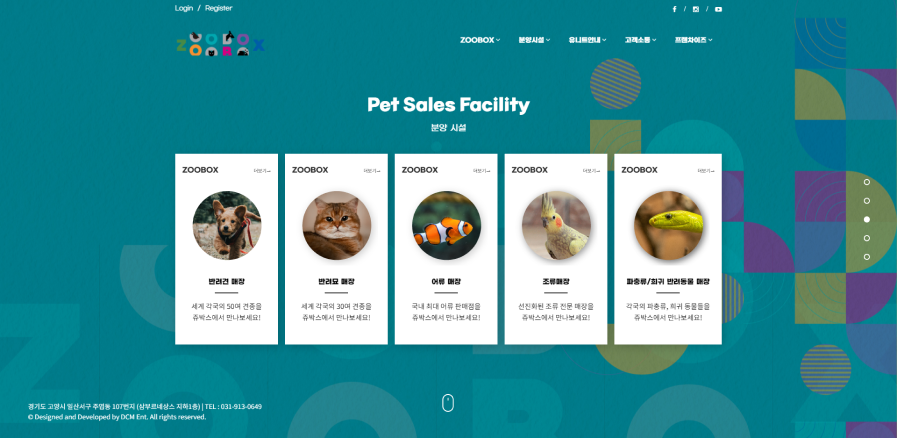 Login / Register
ZOOBOX
ZOOBOX 분양시설 유니트안내 고객소통 프랜차이즈
Pet Sales Facility
분양 시설
ZOOBOX 더보기→
반려견 매장
세계 각국의 50여 견종을
쥬박스에서 만나보세요!
ZOOBOX 더보기→
반려묘 매장
세계 각국의 30여 견종을
쥬박스에서 만나보세요!
ZOOBOX 더보기→
어류 매장
국내 최대 어류 판매점을
쥬박스에서 만나보세요!
ZOOBOX 더보기→
조류매장
선진화된 조류 전문 매장을
쥬박스에서 만나보세요!
ZOOBOX 더보기→
파충류/희귀 반려동물 매장
각국의 파충류, 희귀 동물들을
쥬박스에서 만나보세요!
경기도 고양시 일산서구 주엽동 107번지 (삼부르네상스 지하1층) | TEL : 031-913-0649
© Designed and Developed by DCM Ent. All rights reserved.